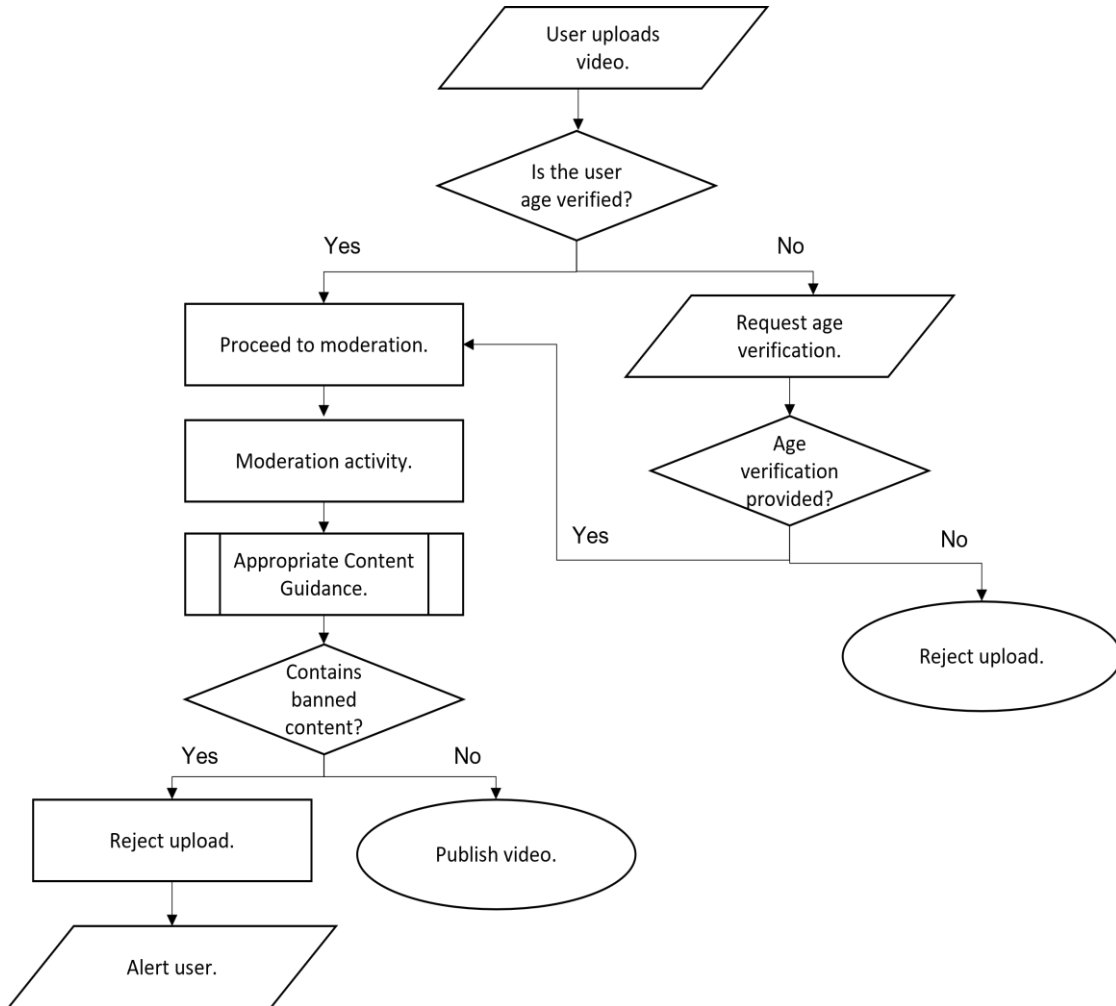 User uploads
video.
Is the user
age verified?
Yes
No
Proceed to moderation.
Request age
verification.
Moderation activity.
Age
verification
provided?
Yes
No
Appropriate Content
Guidance.
Reject upload.
Contains
banned
content?
Yes
No
Reject upload.
Publish video.
Alert user.